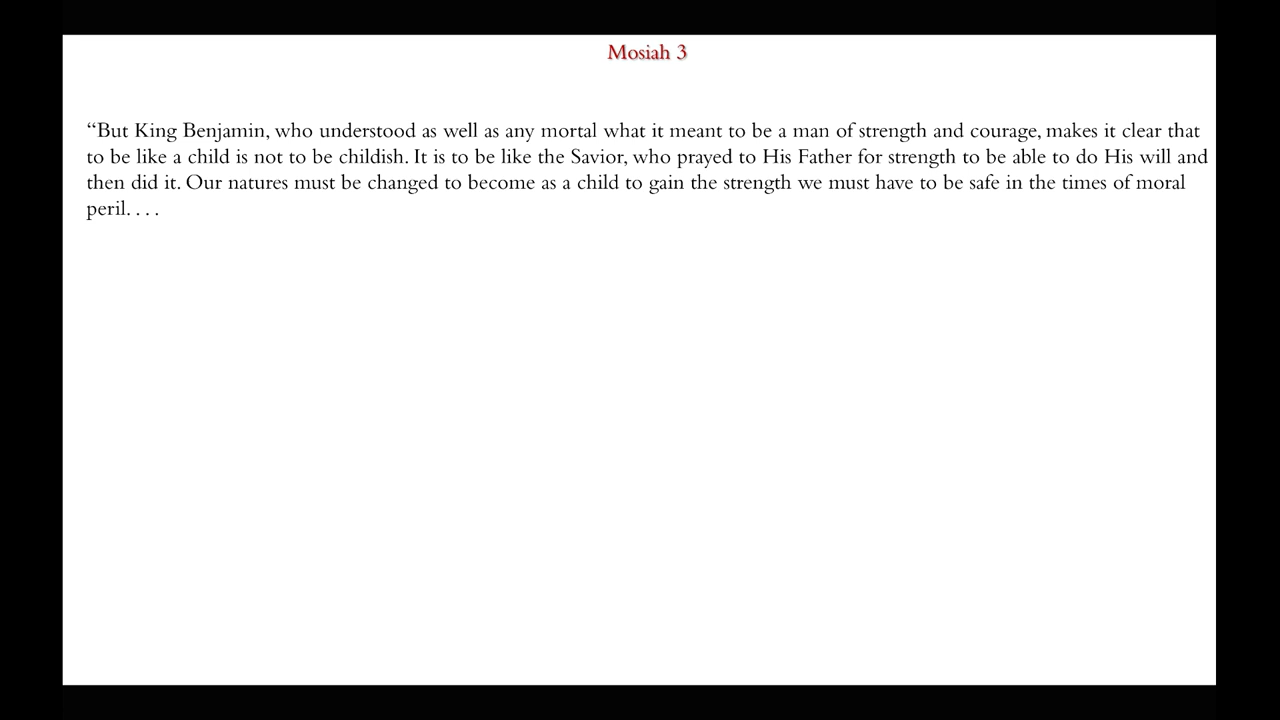 Mosiah 3
“But King Benjamin, who understood as well as any mortal what it meant to be a man of strength and courage, makes it clear that
to be like a child is not to be childish. It is to be like the Savior, who prayed to His Father for strength to be able to do His will and
then did it. Our natures must be changed to become as a child to gain the strength we must have to be safe in the times of moral
peril. . . .